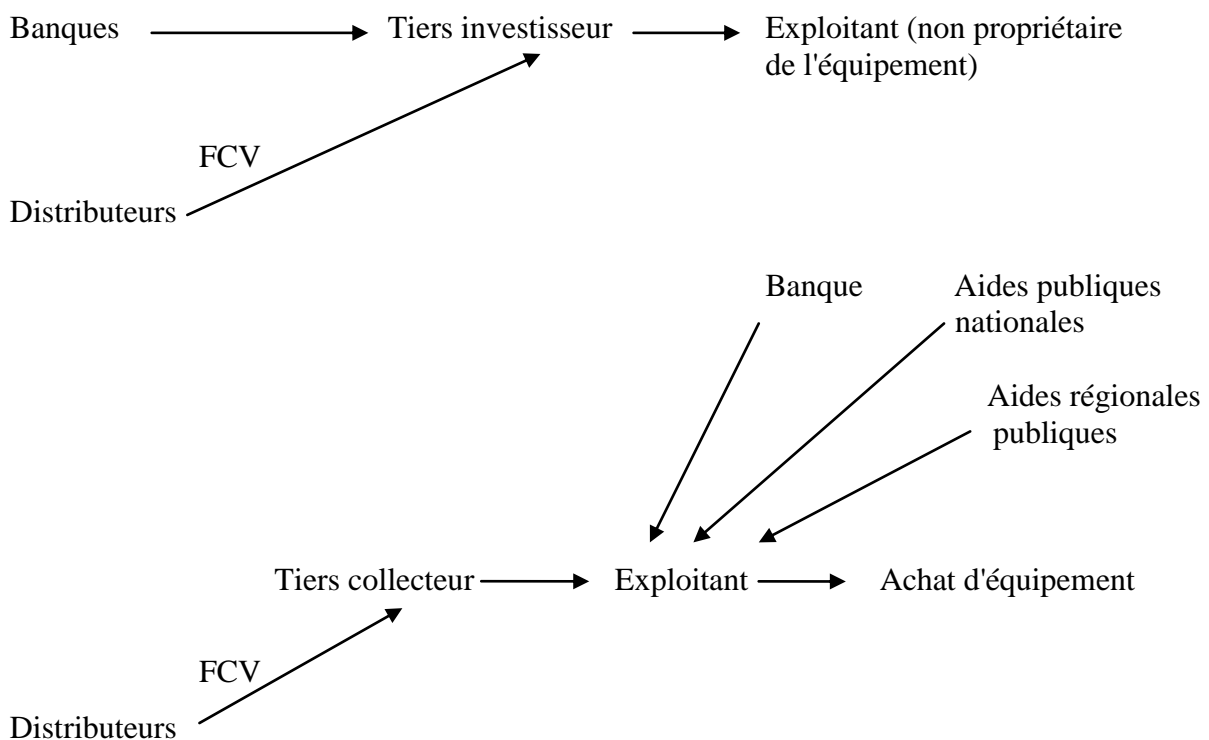 Banques Tiers investisseur Exploitant (non propriétaire
de l'équipement)
FCV
Distributeurs
Banque Aides publiques
nationales
Aides régionales
publiques
Tiers collecteur Exploitant Achat d'équipement
FCV
Distributeurs